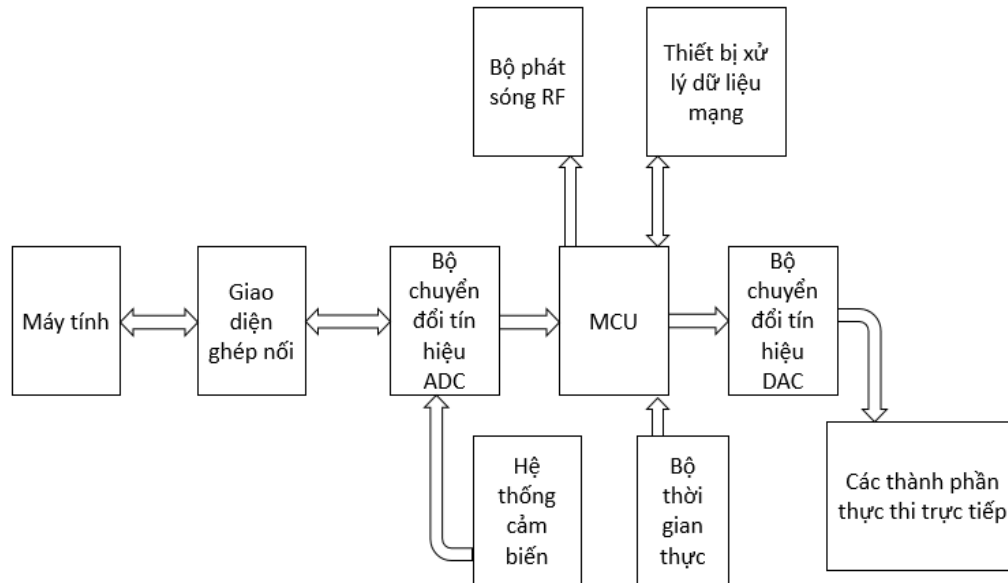 Bộ phát
sóng RF
Thiết bị xử
lý dữ liệu
mạng
Máy tính
Giao
diện
ghép nối
Bộ
chuyển
đổi tín
hiệu
ADC
MCU
Bộ
chuyển
đổi tín
hiệu
DAC
Hệ
thống
cảm
biến
Bộ
thời
gian
thực
Các thành phần
thực thi trực tiếp